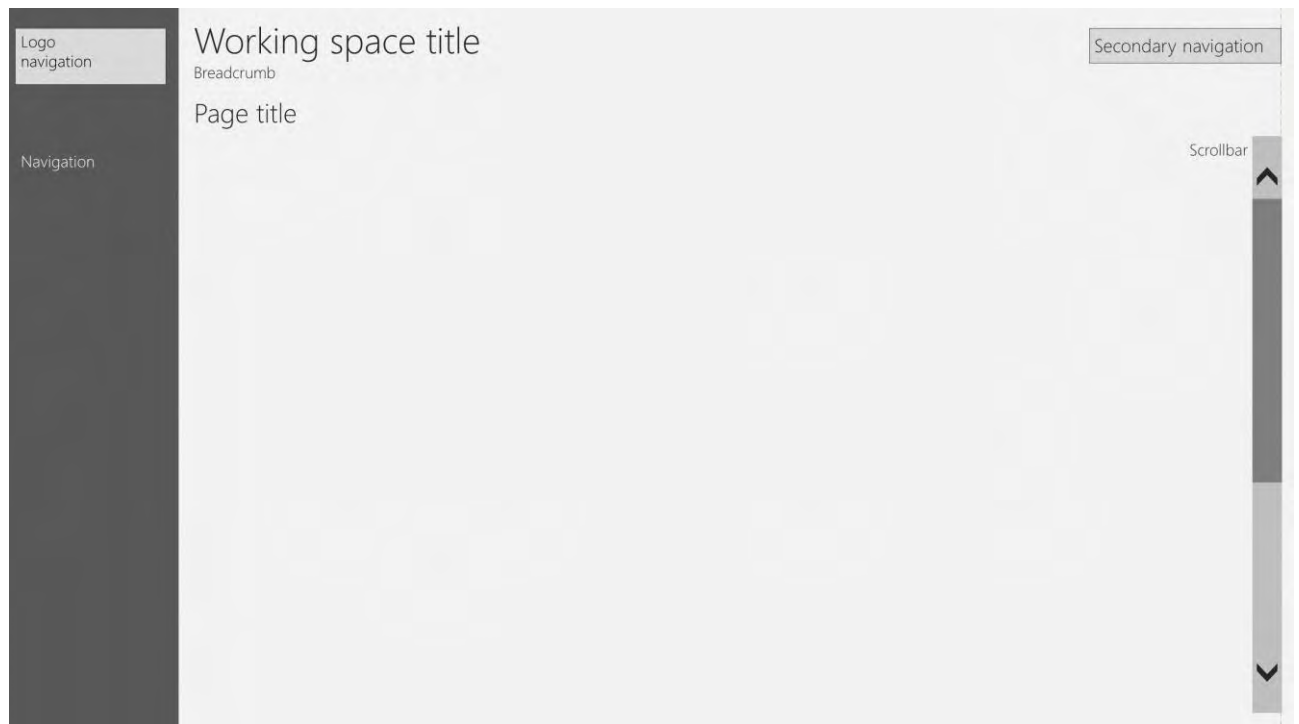 Logo
navigation
Navigation
Working space title
Breadcrumb
Page title
Secondary navigation
Scrollbar